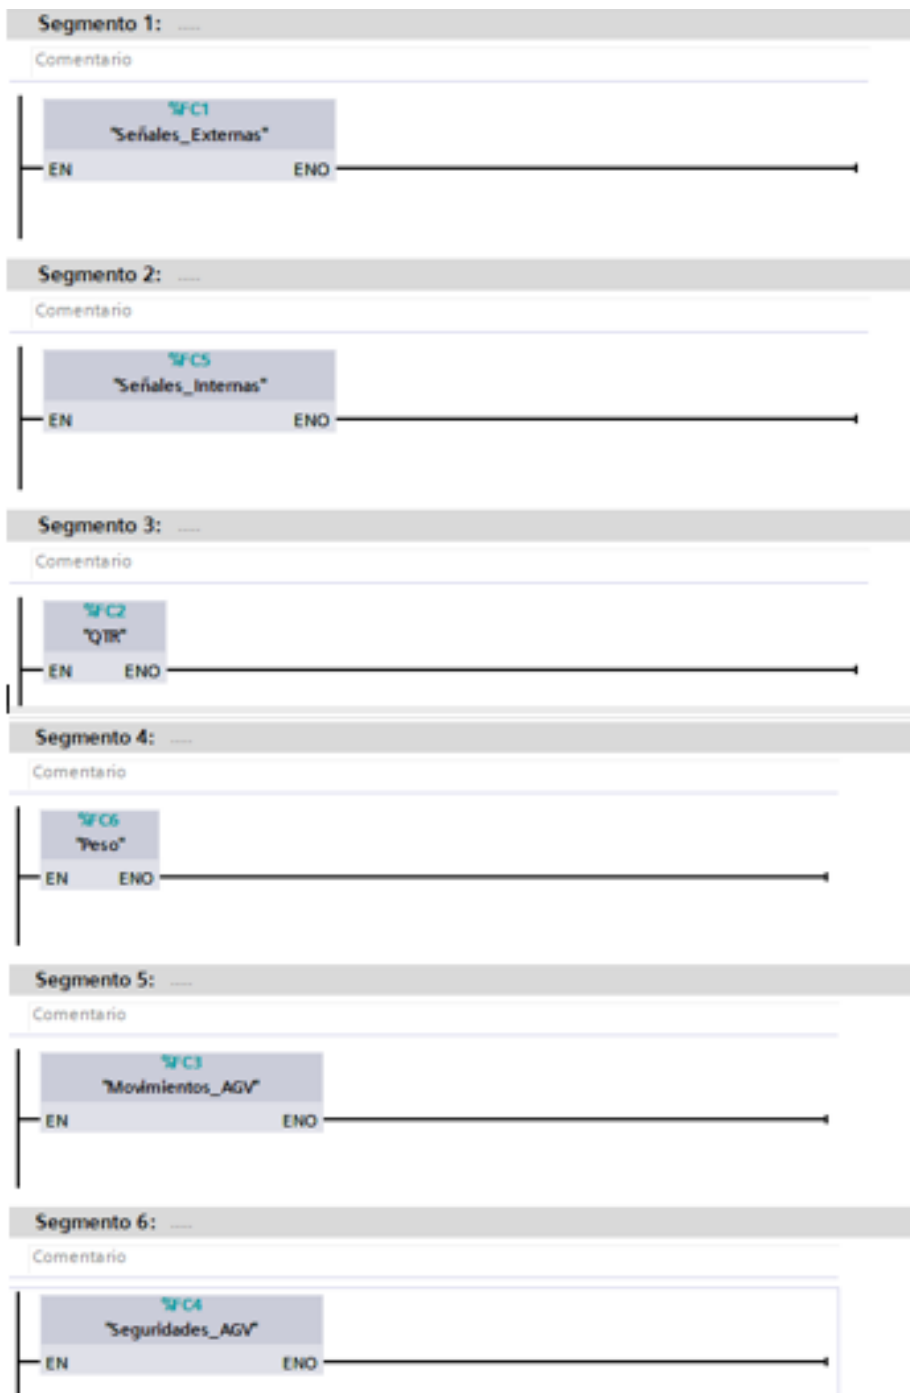 Segmento 1: .....
Comentario
%FC1
"Señales_Externas"
EN ENO
Segmento 2: .....
Comentario
%FC5
"Señales_Internas"
EN ENO
Segmento 3: .....
Comentario
%FC2
"QTR"
EN ENO
Segmento 4: .....
Comentario
%FC6
"Peso"
EN ENO
Segmento 5: .....
Comentario
%FC3
"Movimientos_AGV"
EN ENO
Segmento 6: .....
Comentario
%FC4
"Seguridades_AGV"
EN ENO